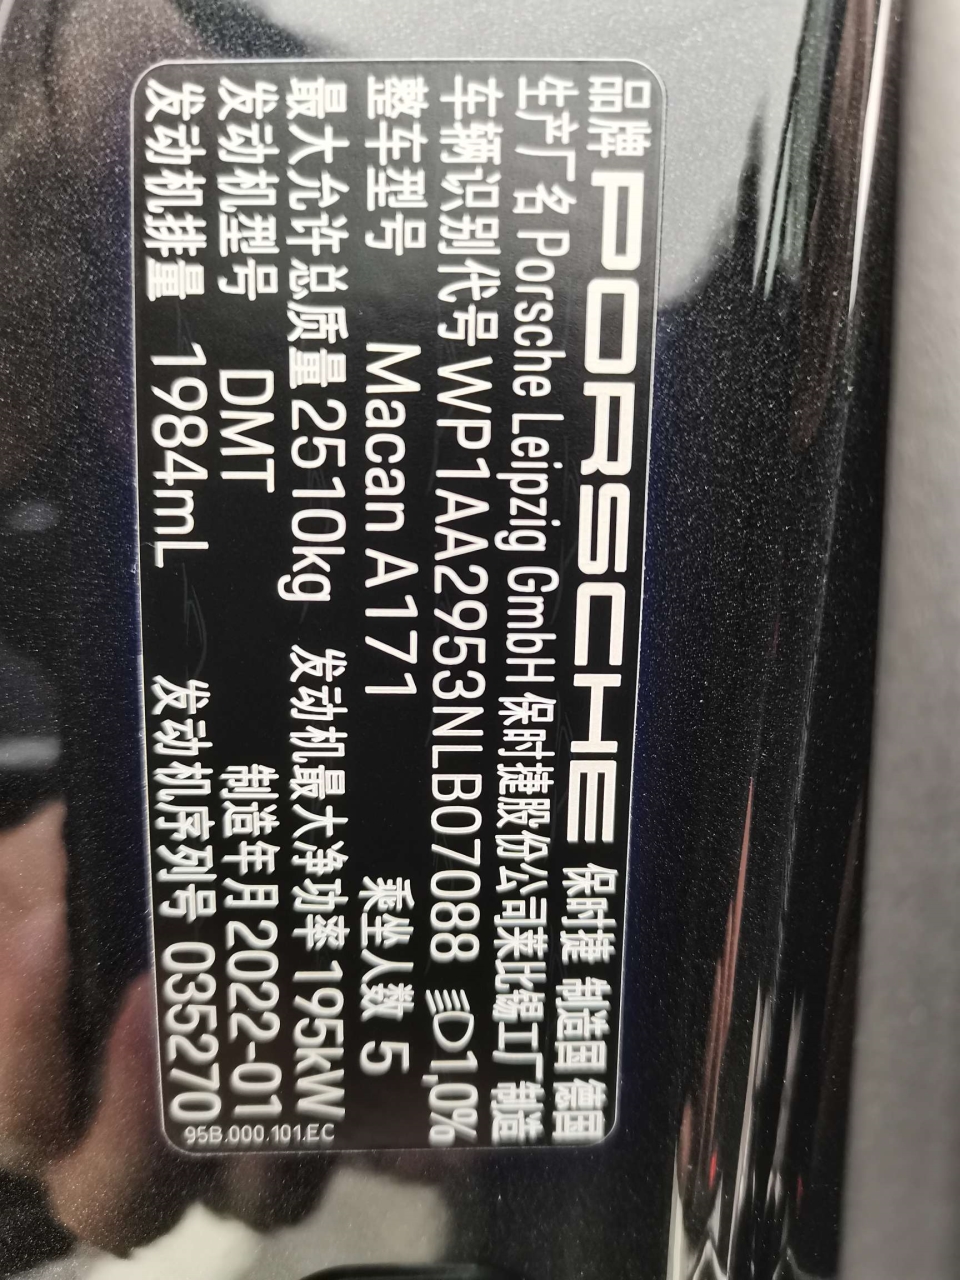 品牌 PORSCHE 保时捷 制造国 德国
生产厂名 Porsche Leipzig GmbH 保时捷股份公司莱比锡工厂 制造
车辆识别代号 WP1AA2953NLB07088 1,0%
整车型号 Macan A171 乘坐人数 5
最大允许总质量 2510kg 发动机最大净功率 195kW
发动机型号 DMT 制造年月 2022-01
发动机排量 1984mL 发动机序列号 035270
95B.000.101.EC